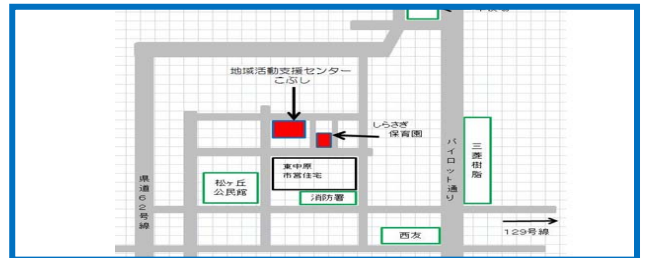 地域活動支援センター
こぶし
しらさぎ
保育園
東中原
市営住宅
消防署
松ヶ丘
公民館
県道62号線
パイロット通り
三菱樹脂
西友
129号線